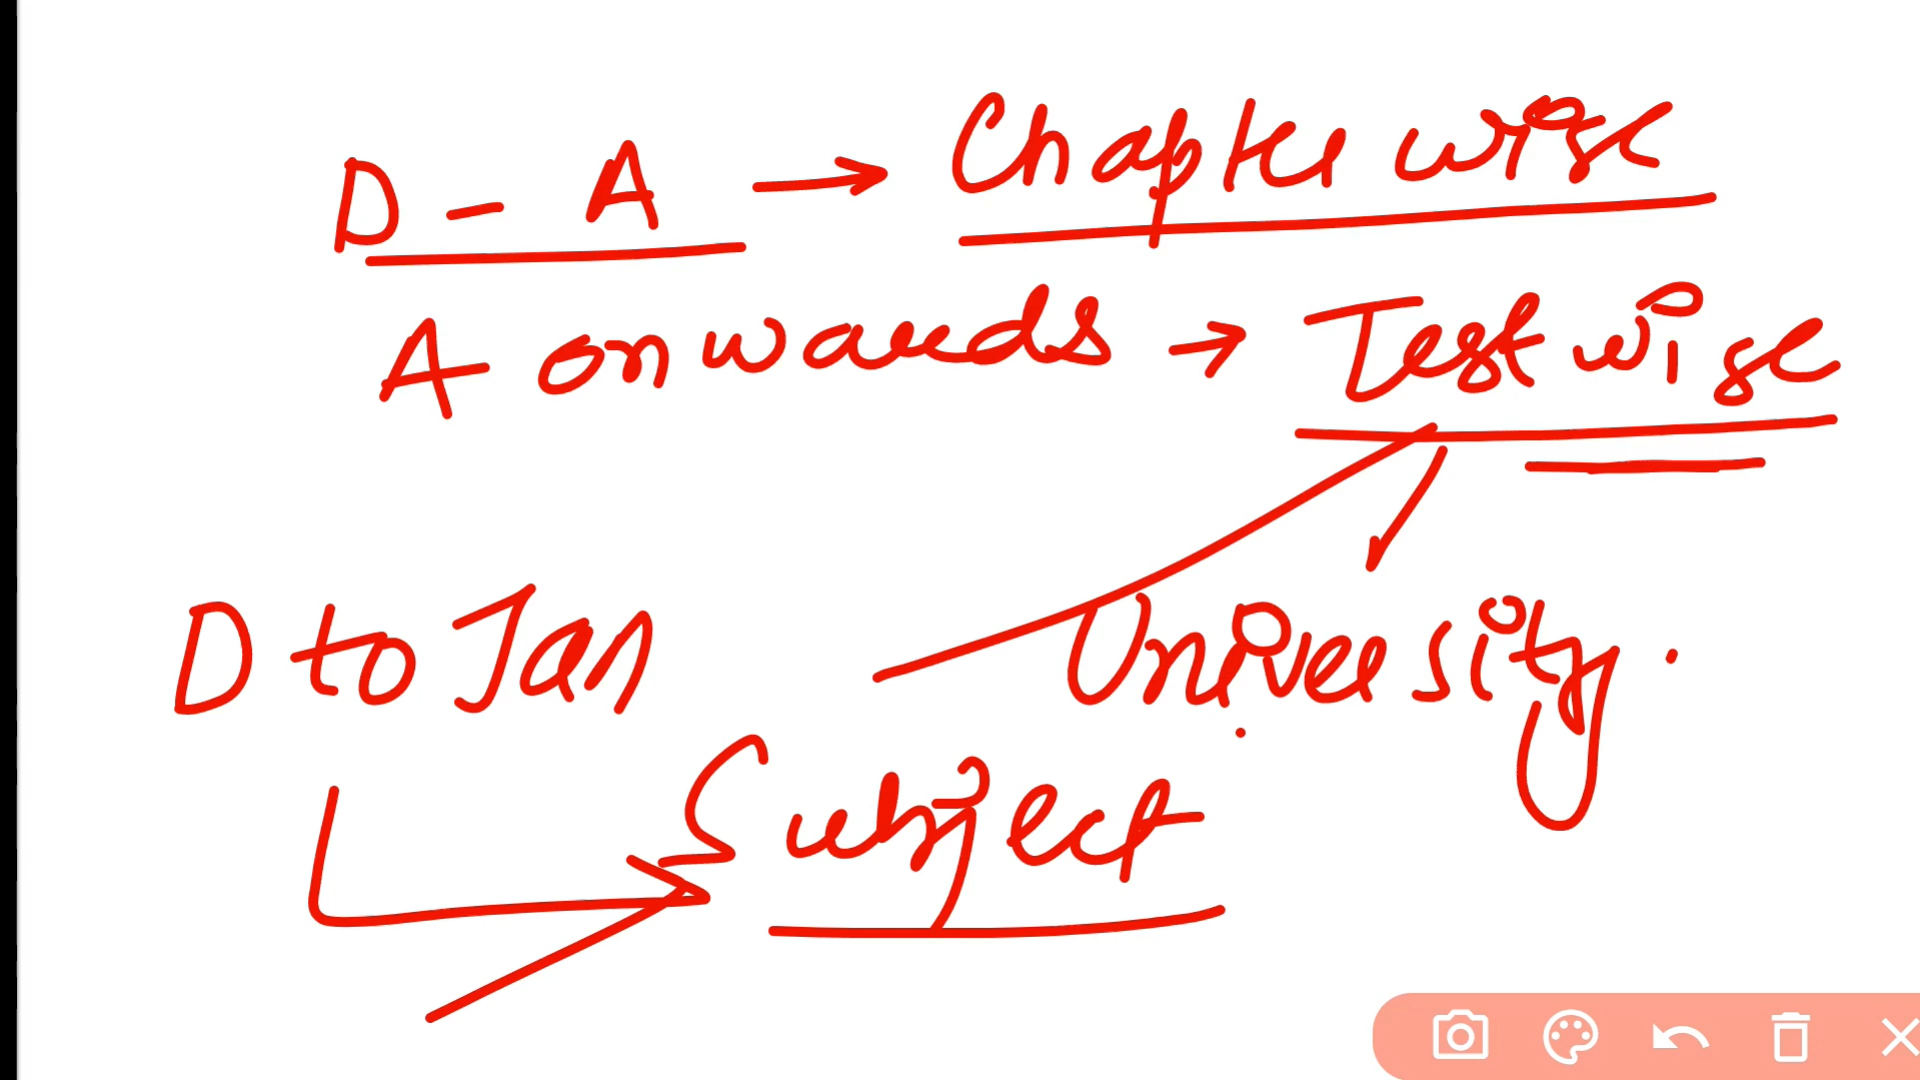 D - A → Chapter wise
A onwards → Test wise
D to Jan University.
Subject